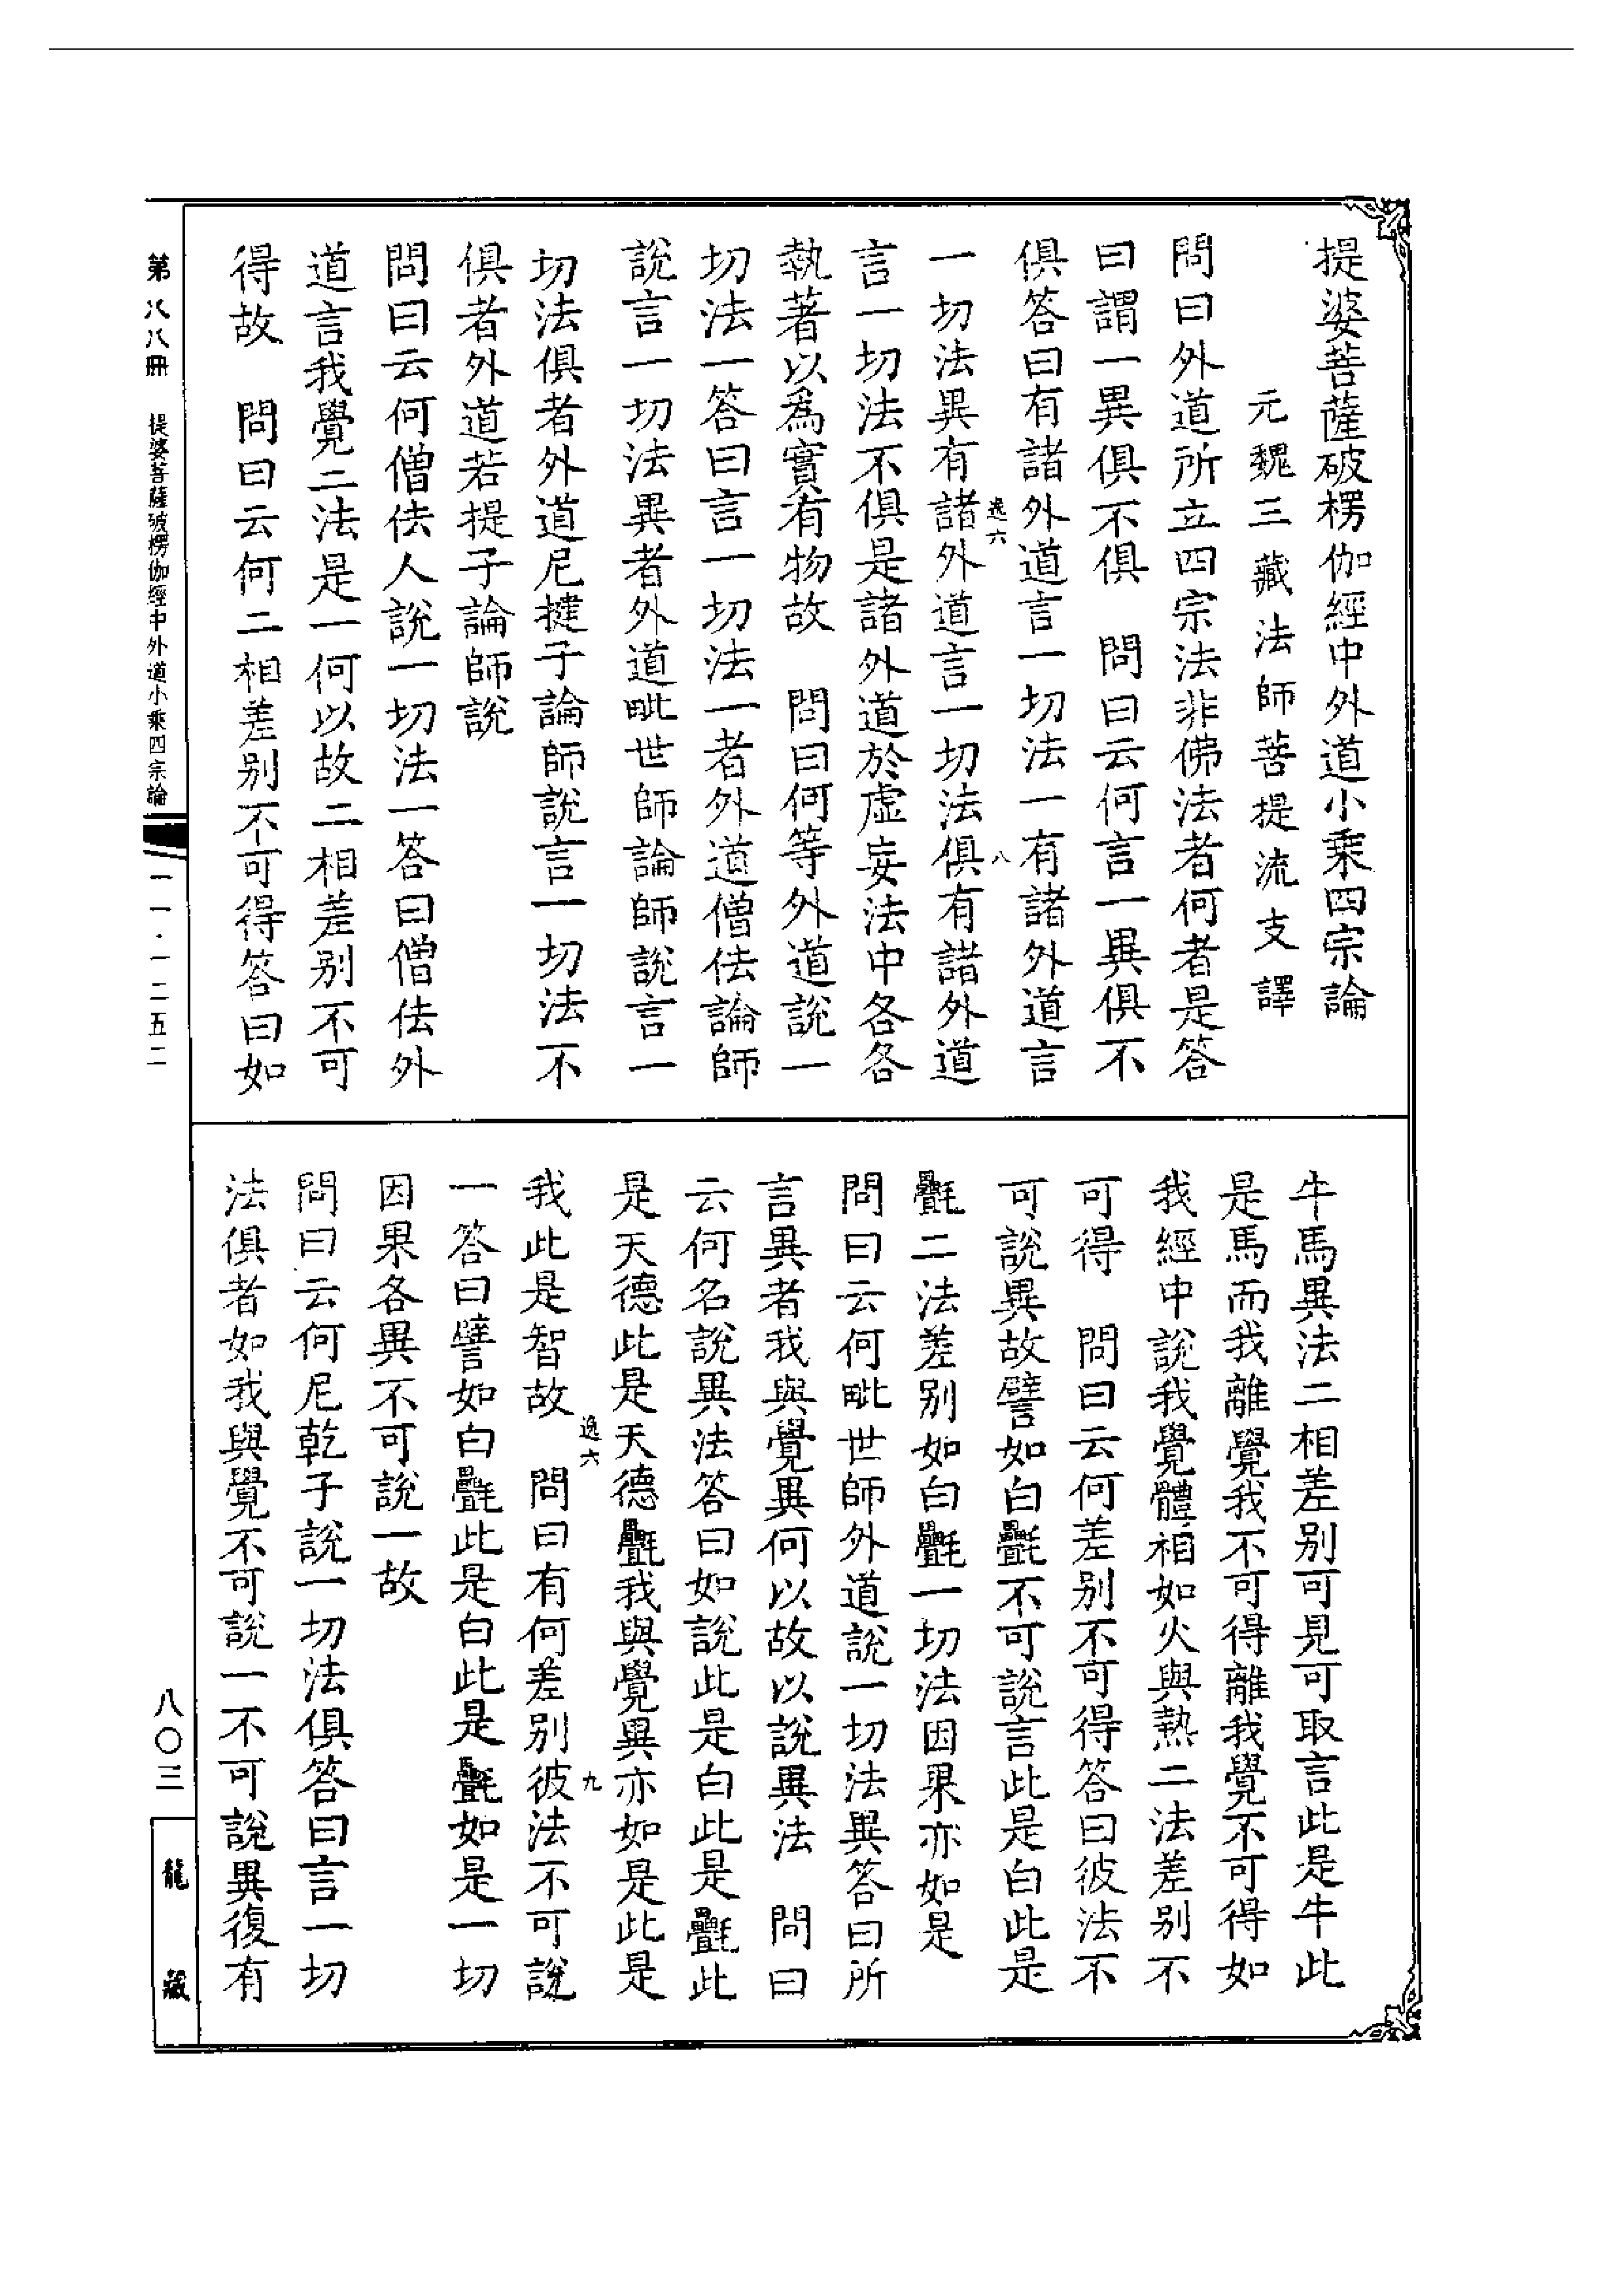 提婆菩薩破楞伽經中外道小乘四宗論
元魏三藏法師菩提流支譯
問曰外道所立四宗法非佛法者何者是答
曰謂一異俱不俱　問曰云何言一異俱不
俱答曰有諸外道言一切法一有諸外道言
逸六　八
一切法異有諸外道言一切法俱有諸外道
言一切法不俱是諸外道於虛妄法中各各
執著以為實有物故　問曰何等外道說一
切法一答曰言一切法一者外道僧佉論師
說言一切法異者外道毗世師論師說言一
切法俱者外道尼揵子論師說言一切法不
俱者外道若提子論師說
問曰云何僧佉人說一切法一答曰僧佉外
道言我覺二法是一何以故二相差別不可
得故　問曰云何二相差別不可得答曰如
牛馬異法二相差別可見可取言此是牛此
是馬而我離覺我不可得離我覺不可得如
我經中說我覺體相如火與熱二法差別不
可得　問曰云何差別不可得答曰彼法不
可說異故譬如白㲲不可說言此是白此是
㲲二法差別如白㲲一切法因果亦如是
問曰云何毗世師外道說一切法異答曰所
言異者我與覺異何以故以說異法　問曰
云何名說異法答曰如說此是白此是㲲此
是天德此是天德㲲我與覺異亦如是此是
逸六　九
我此是智故　問曰有何差別彼法不可說
一答曰譬如白㲲此是白此是㲲如是一切
因果各異不可說一故
問曰云何尼乾子說一切法俱答曰言一切
法俱者如我與覺不可說一不可說異復有
第八八冊　提婆菩薩破楞伽經中外道小乘四宗論
一一·一二五二
八〇三
龍藏